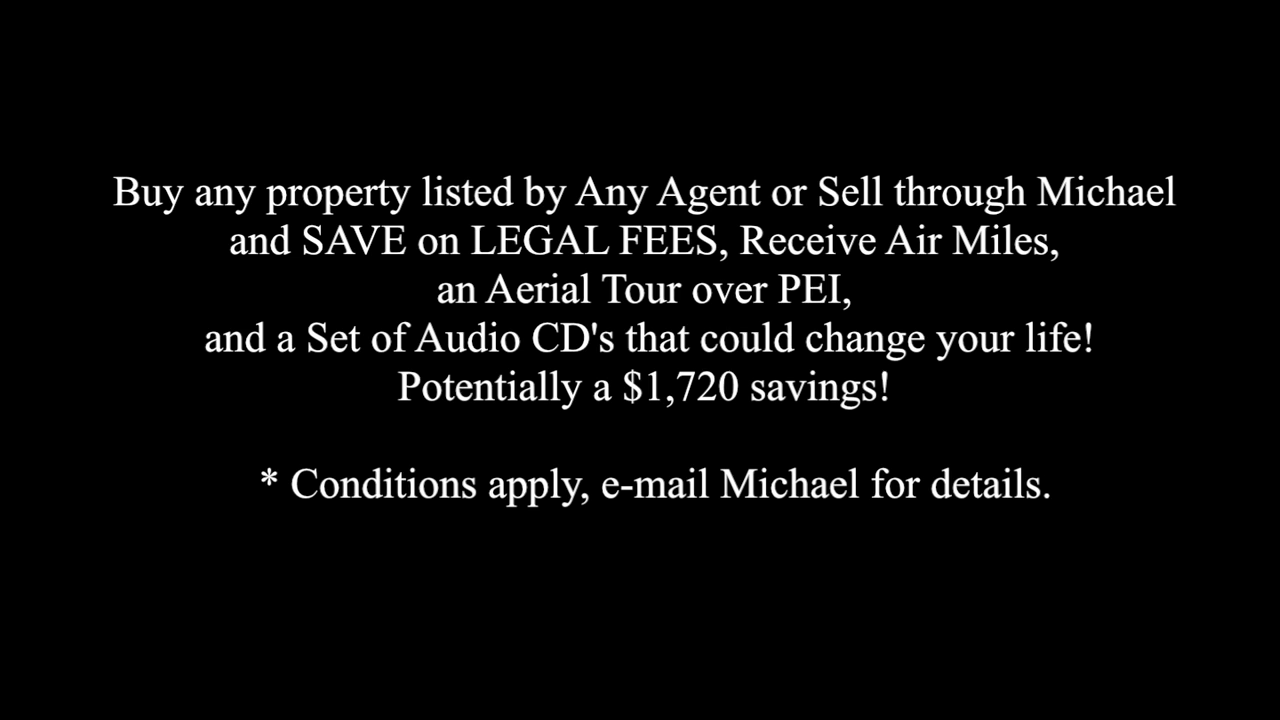 Buy any property listed by Any Agent or Sell through Michael
and SAVE on LEGAL FEES, Receive Air Miles,
an Aerial Tour over PEI,
and a Set of Audio CD's that could change your life!
Potentially a $1,720 savings!
* Conditions apply, e-mail Michael for details.